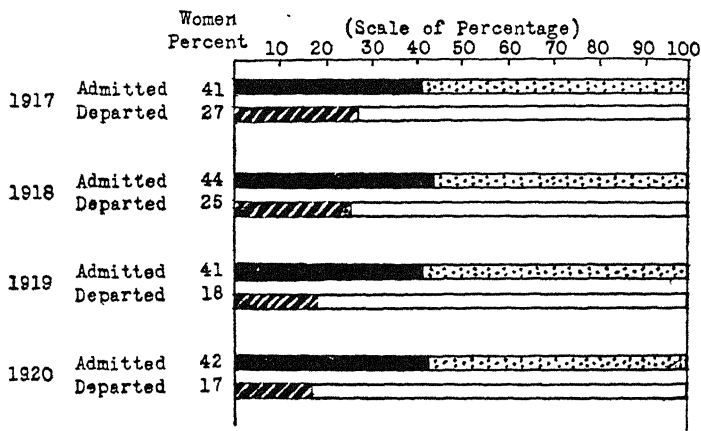 Women
Percent
(Scale of Percentage)
10 20 30 40 50 60 70 80 90 100
1917
Admitted 41
Departed 27
1918
Admitted 44
Departed 25
1919
Admitted 41
Departed 18
1920
Admitted 42
Departed 17